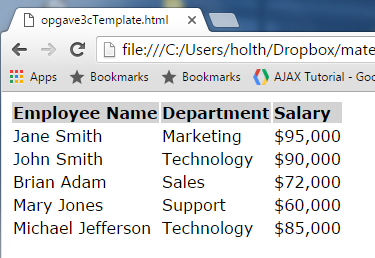 opgave3cTemplate.html
file:///C:/Users/holth/Dropbox/mate
Apps Bookmarks Bookmarks AJAX Tutorial - Go
Employee Name Department Salary
Jane Smith Marketing $95,000
John Smith Technology $90,000
Brian Adam Sales $72,000
Mary Jones Support $60,000
Michael Jefferson Technology $85,000